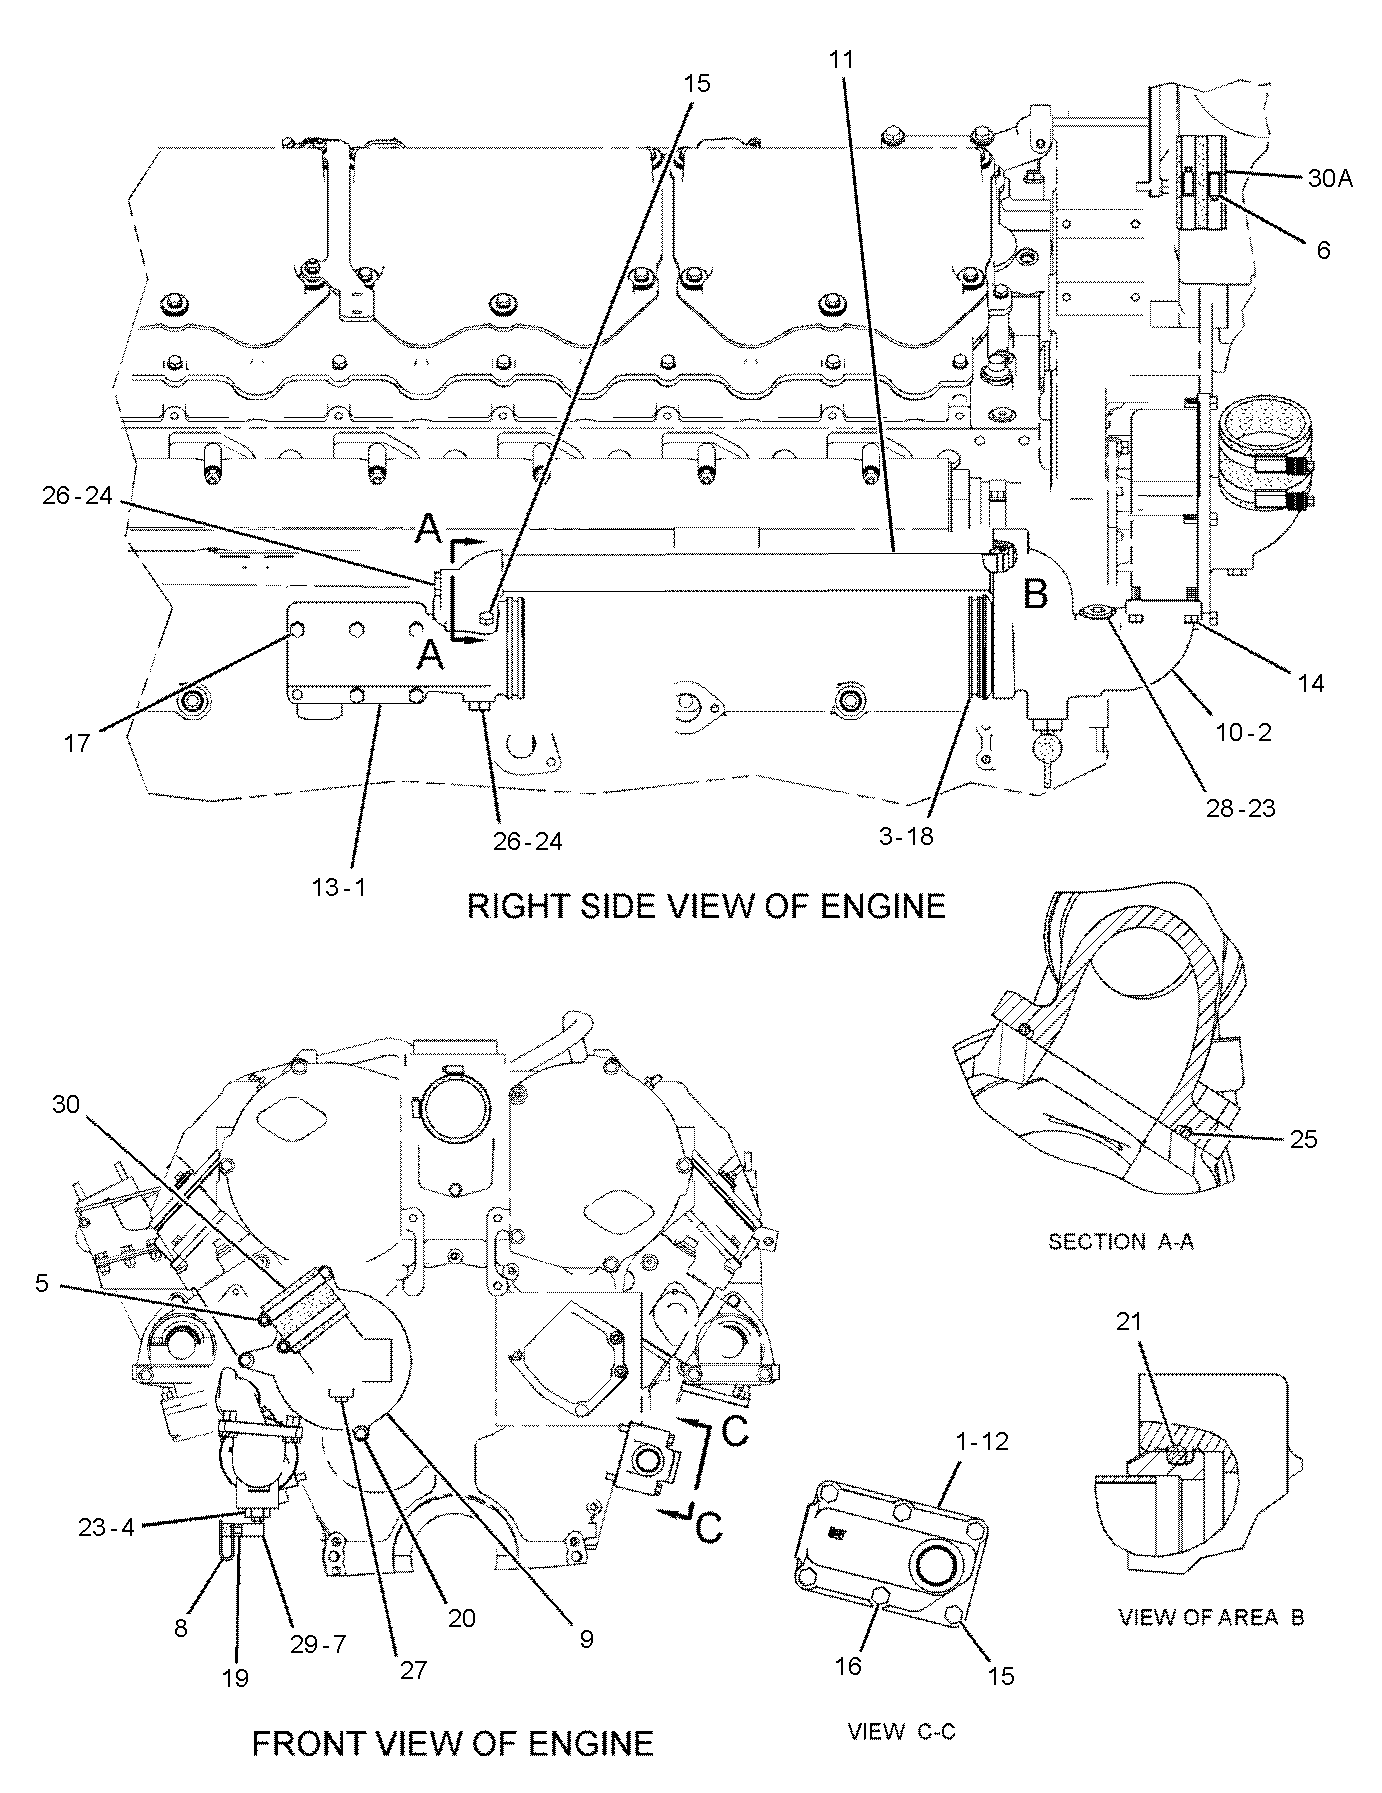 11
15
30A
6
26-24
A
B
A
14
17
10-2
28-23
3-18
26-24
13-1
RIGHT SIDE VIEW OF ENGINE
30
25
SECTION A-A
5
21
C
1-12
23-4
C
8
20
9
29-7
VIEW OF AREA B
19
27
16
15
VIEW C-C
FRONT VIEW OF ENGINE